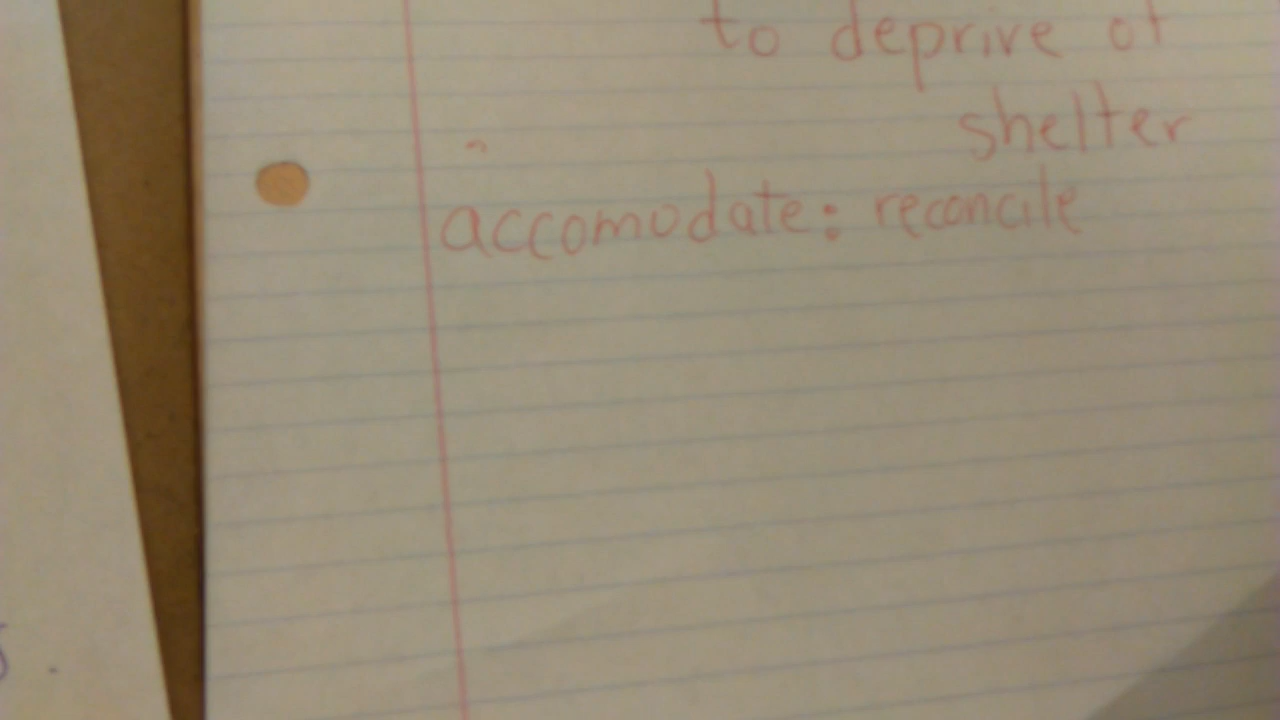 to deprive of
shelter
accomodate: reconcile